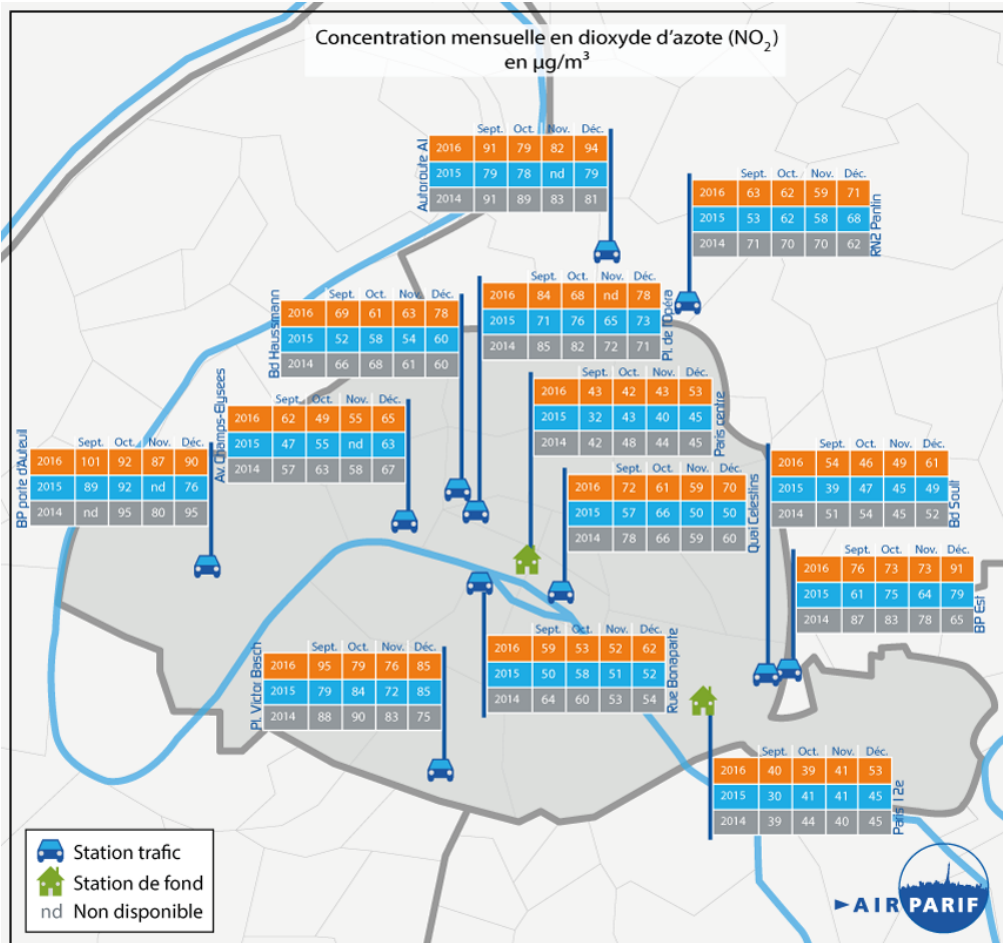 Concentration mensuelle en dioxyde d'azote (NO₂)
en µg/m³
Autoroute A1
Sept. Oct. Nov. Déc.
2016 91 79 82 94
2015 79 78 nd 79
2014 91 89 83 81
RN2 Pantin
Sept. Oct. Nov. Déc.
2016 63 62 59 71
2015 53 62 58 68
2014 71 70 70 62
Bd Haussmann
Sept. Oct. Nov. Déc.
2016 69 61 63 78
2015 52 58 54 60
2014 66 68 61 60
Pl. de l'Opéra
Sept. Oct. Nov. Déc.
2016 84 68 nd 78
2015 71 76 65 73
2014 85 82 72 71
Av. Champs-Elysees
Sept. Oct. Nov. Déc.
2016 62 49 55 65
2015 47 55 nd 63
2014 57 63 58 67
Paris centre
Sept. Oct. Nov. Déc.
2016 43 42 43 53
2015 32 43 40 45
2014 42 48 44 45
BP porte d'Auteuil
Sept. Oct. Nov. Déc.
2016 101 92 87 90
2015 89 92 nd 76
2014 nd 95 80 95
Quai Celestins
Sept. Oct. Nov. Déc.
2016 72 61 59 70
2015 57 66 50 50
2014 78 66 59 60
Bd Soult
Sept. Oct. Nov. Déc.
2016 54 46 49 61
2015 39 47 45 49
2014 51 54 45 52
BP Est
Sept. Oct. Nov. Déc.
2016 76 73 73 91
2015 61 75 64 79
2014 87 83 78 65
Pl. Victor Basch
Sept. Oct. Nov. Déc.
2016 95 79 76 85
2015 79 84 72 85
2014 88 90 83 75
Rue Bonaparte
Sept. Oct. Nov. Déc.
2016 59 53 52 62
2015 50 58 51 52
2014 64 60 53 54
Paris 12e
Sept. Oct. Nov. Déc.
2016 40 39 41 53
2015 30 41 41 45
2014 39 44 40 45
Station trafic
Station de fond
nd Non disponible
AIRPARIF